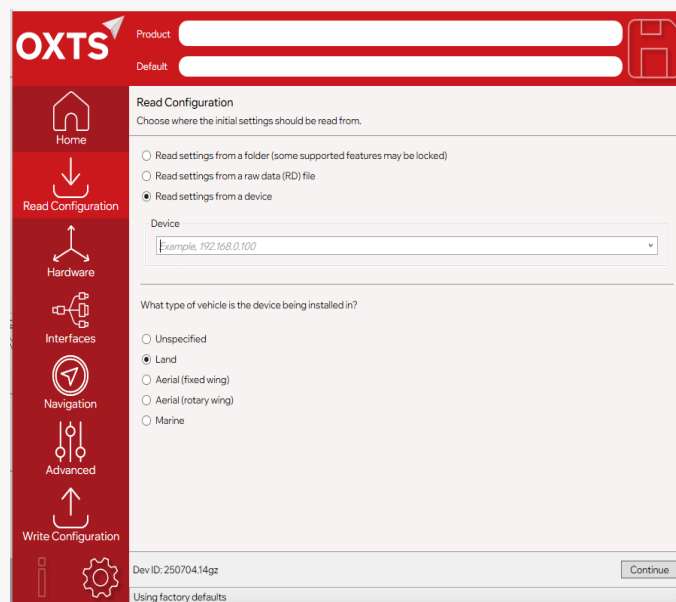 OXTS
Product
Default
Home
Read Configuration
Hardware
Interfaces
Navigation
Advanced
Write Configuration
Read Configuration
Choose where the initial settings should be read from.
Read settings from a folder (some supported features may be locked)
Read settings from a raw data (RD) file
Read settings from a device
Device
Example, 192.168.0.100
What type of vehicle is the device being installed in?
Unspecified
Land
Aerial (fixed wing)
Aerial (rotary wing)
Marine
Dev ID: 250704.14gz
Continue
Using factory defaults